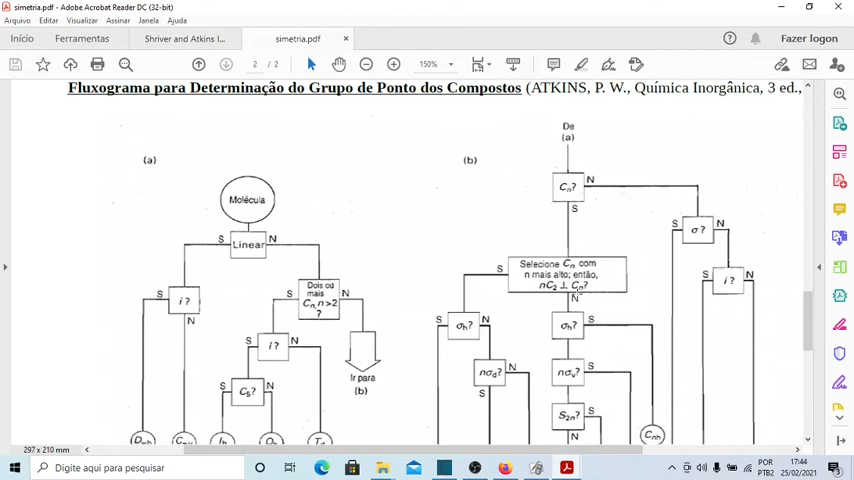 simetria.pdf - Adobe Acrobat Reader DC (32-bit)
Arquivo Editar Visualizar Assinar Janela Ajuda
Início Ferramentas Shriver and Atkins I... simetria.pdf × Fazer logon
2 / 2 150%
Fluxograma para Determinação do Grupo de Ponto dos Compostos (ATKINS, P. W., Química Inorgânica, 3 ed.,
(a)
Molécula
S Linear N
i?
S
N
Dois ou
mais
Cn, n>2
?
S N
i?
S N
C5?
S N
Ir para
(b)
D∞h C∞v Ih Oh Td
(b)
De
(a)
Cn? N
S
σ?
S N
i?
S N
Selecione Cn com
n mais alto; então,
nC2 ⊥ Cn?
S
N
σh?
S N
nσd? N
S
σh? S
N
nσv? S
S2n? S
N
Cnh
297 x 210 mm
Digite aqui para pesquisar
POR
PTB2
17:44
25/02/2021
3